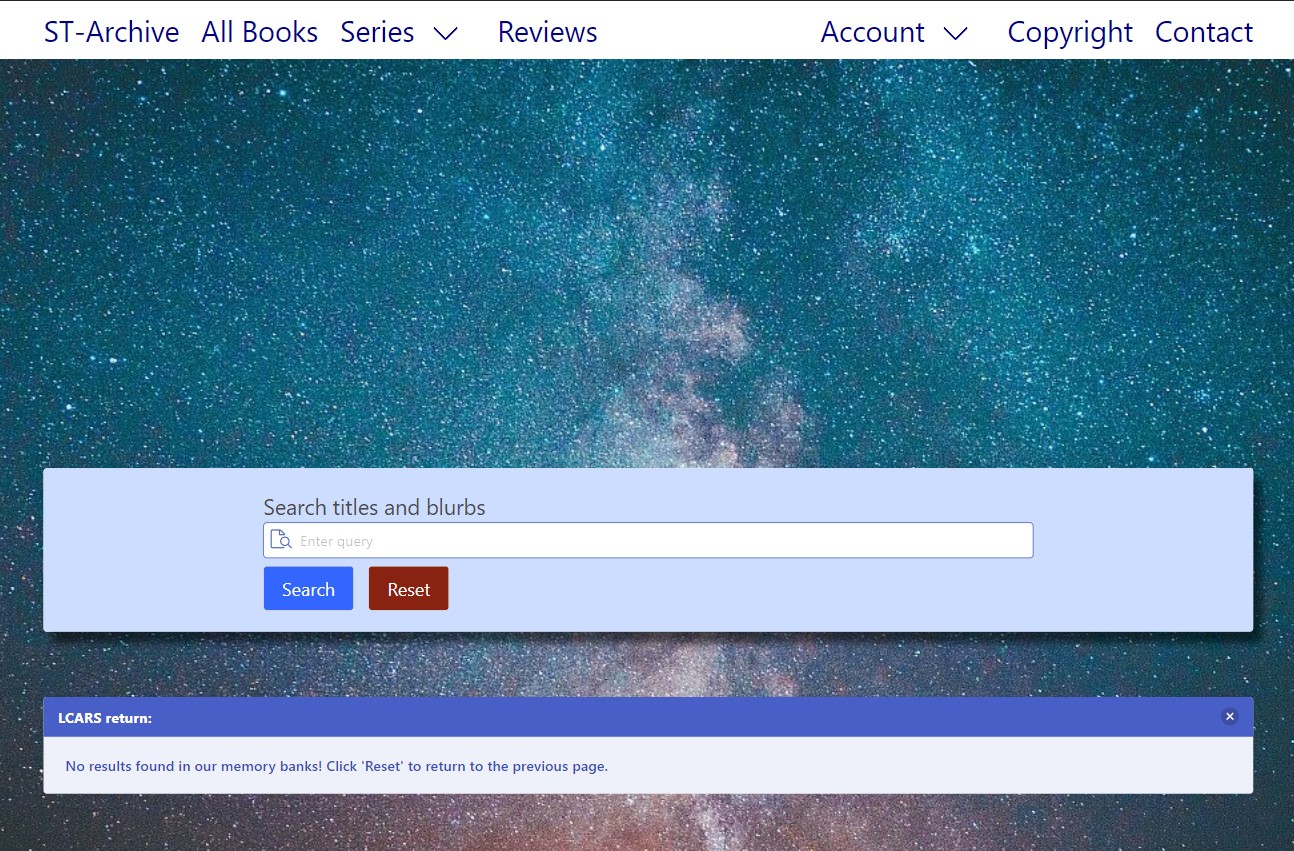 ST-Archive All Books Series Reviews Account Copyright Contact
Search titles and blurbs
Enter query
Search Reset
LCARS return:
No results found in our memory banks! Click 'Reset' to return to the previous page.